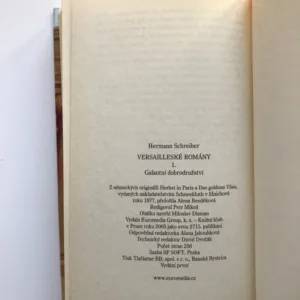 Hermann Schreiber
VERSAILLESKÉ ROMÁNY
1.
Galantní dobrodružství
Z německých originálů Herbst in Paris a Das goldene Vlies,
vydaných nakladatelstvím Schneekluth v Mnichově
roku 1977, přeložila Alena Bendlíková
Redigoval Petr Mikeš
Obálku navrhl Miloslav Disman
Vydala Euromedia Group, k. s. – Knižní klub
v Praze roku 2005 jako svou 3715. publikaci
Odpovědná redaktorka Alena Jakoubková
Technický redaktor David Dvořák
Počet stran 256
Sazba SF SOFT, Praha
Tisk Tlačiarne BB, spol. s r. o., Banská Bystrica
Vydání první
www.euromedia.cz